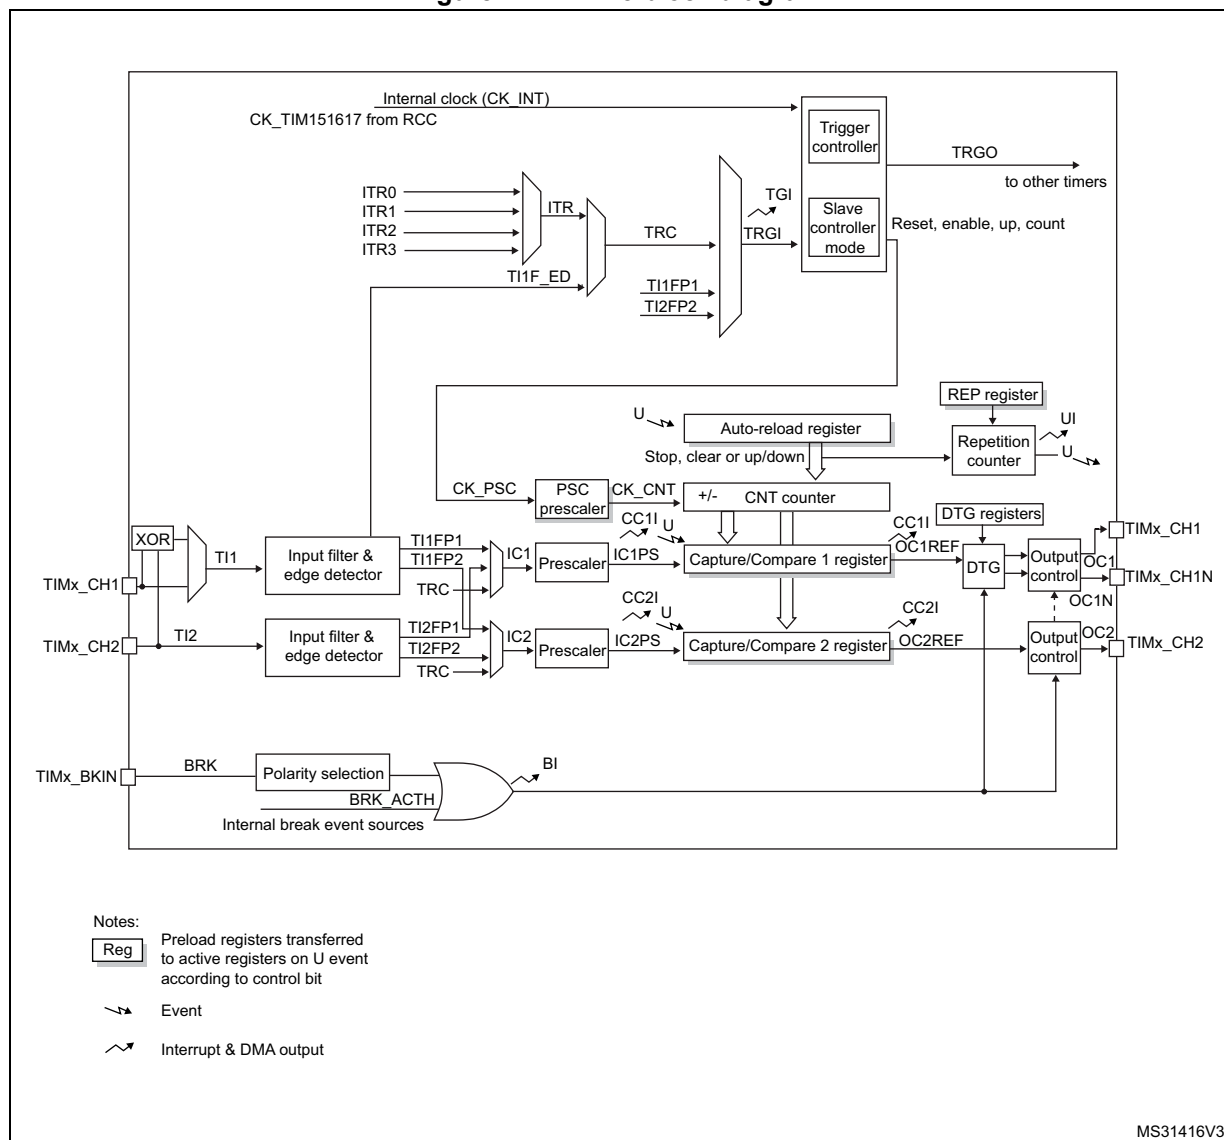 Internal clock (CK_INT)
CK_TIM151617 from RCC
Trigger
controller
TRGO
to other timers
ITR0
ITR1
ITR2
ITR3
ITR
TRC
TGI
TRGI
Slave
controller
mode
Reset, enable, up, count
TI1F_ED
TI1FP1
TI2FP2
REP register
U
Auto-reload register
UI
Repetition
counter
U
Stop, clear or up/down
CK_PSC
PSC
prescaler
CK_CNT
+/-
CNT counter
DTG registers
XOR
TI1
Input filter &
edge detector
TI1FP1
TI1FP2
TRC
IC1
Prescaler
IC1PS
CC1I
U
Capture/Compare 1 register
CC1I
OC1REF
DTG
Output
control
OC1
TIMx_CH1
TIMx_CH1
TIMx_CH1N
OC1N
TIMx_CH2
TI2
Input filter &
edge detector
TI2FP1
TI2FP2
TRC
IC2
Prescaler
IC2PS
CC2I
U
Capture/Compare 2 register
CC2I
OC2REF
Output
control
OC2
TIMx_CH2
TIMx_BKIN
BRK
Polarity selection
BRK_ACTH
BI
Internal break event sources
Notes:
Reg
Preload registers transferred
to active registers on U event
according to control bit
Event
Interrupt & DMA output
MS31416V3